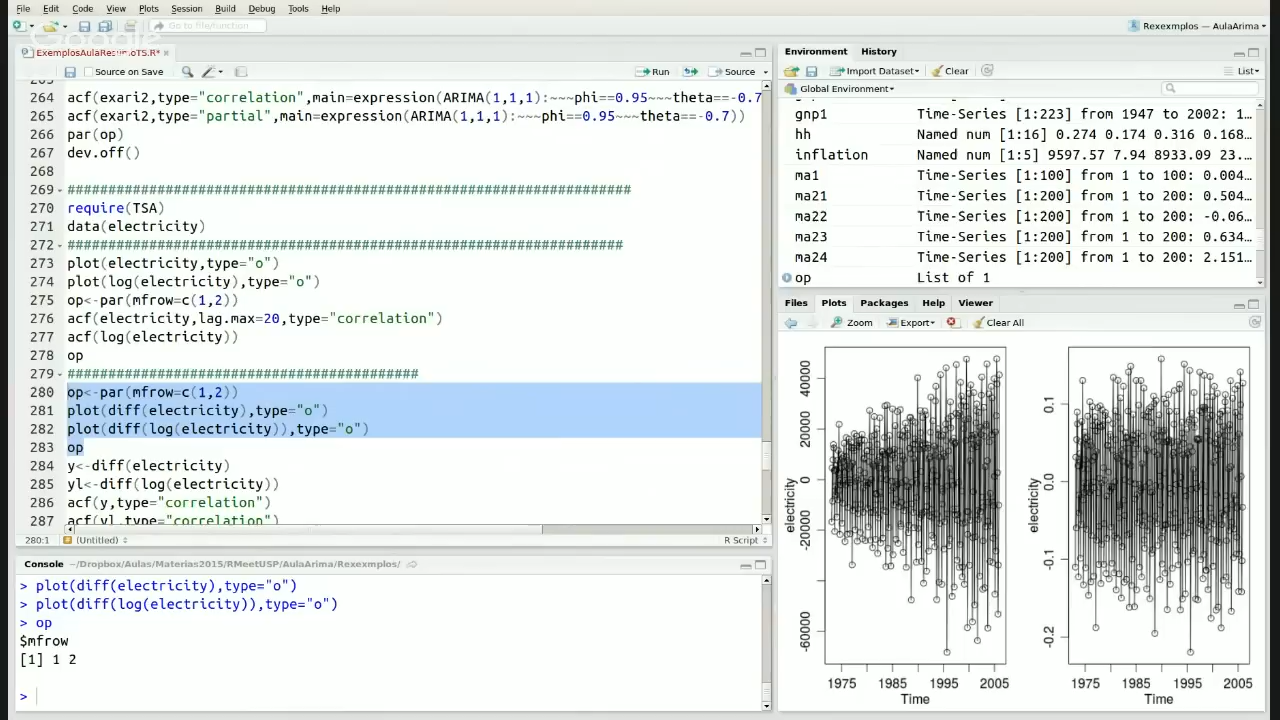 File Edit Code View Plots Session Build Debug Tools Help
Go to file/function
Rexexmplos — AulaArima
Source on Save
Run
Source
264 acf(exari2,type="correlation",main=expression(ARIMA(1,1,1):~~~phi==0.95~~~theta==-0.7
265 acf(exari2,type="partial",main=expression(ARIMA(1,1,1):~~~phi==0.95~~~theta==-0.7))
266 par(op)
267 dev.off()
268
269 #####################################################################
270 require(TSA)
271 data(electricity)
272 ####################################################################
273 plot(electricity,type="o")
274 plot(log(electricity),type="o")
275 op<-par(mfrow=c(1,2))
276 acf(electricity,lag.max=20,type="correlation")
277 acf(log(electricity))
278 op
279 ###########################################
280 op<-par(mfrow=c(1,2))
281 plot(diff(electricity),type="o")
282 plot(diff(log(electricity)),type="o")
283 op
284 y<-diff(electricity)
285 yl<-diff(log(electricity))
286 acf(y,type="correlation")
287 acf(yl,type="correlation")
280:1 (Untitled) R Script
Console ~/Dropbox/Aulas/Materias2015/RMeetUSP/AulaArima/Rexexmplos/
> plot(diff(electricity),type="o")
> plot(diff(log(electricity)),type="o")
> op
$mfrow
[1] 1 2
>
Environment History
Import Dataset Clear List
Global Environment
gnp1 Time-Series [1:223] from 1947 to 2002: 1…
hh Named num [1:16] 0.274 0.174 0.316 0.168…
inflation Named num [1:5] 9597.57 7.94 8933.09 23.…
ma1 Time-Series [1:100] from 1 to 100: 0.004…
ma21 Time-Series [1:200] from 1 to 200: 0.504…
ma22 Time-Series [1:200] from 1 to 200: -0.06…
ma23 Time-Series [1:200] from 1 to 200: 0.634…
ma24 Time-Series [1:200] from 1 to 200: 2.151…
op List of 1
Files Plots Packages Help Viewer
Zoom Export Clear All
electricity
40000
20000
0
-20000
-60000
1975 1985 1995 2005
Time
electricity
0.1
0.0
-0.1
-0.2
1975 1985 1995 2005
Time